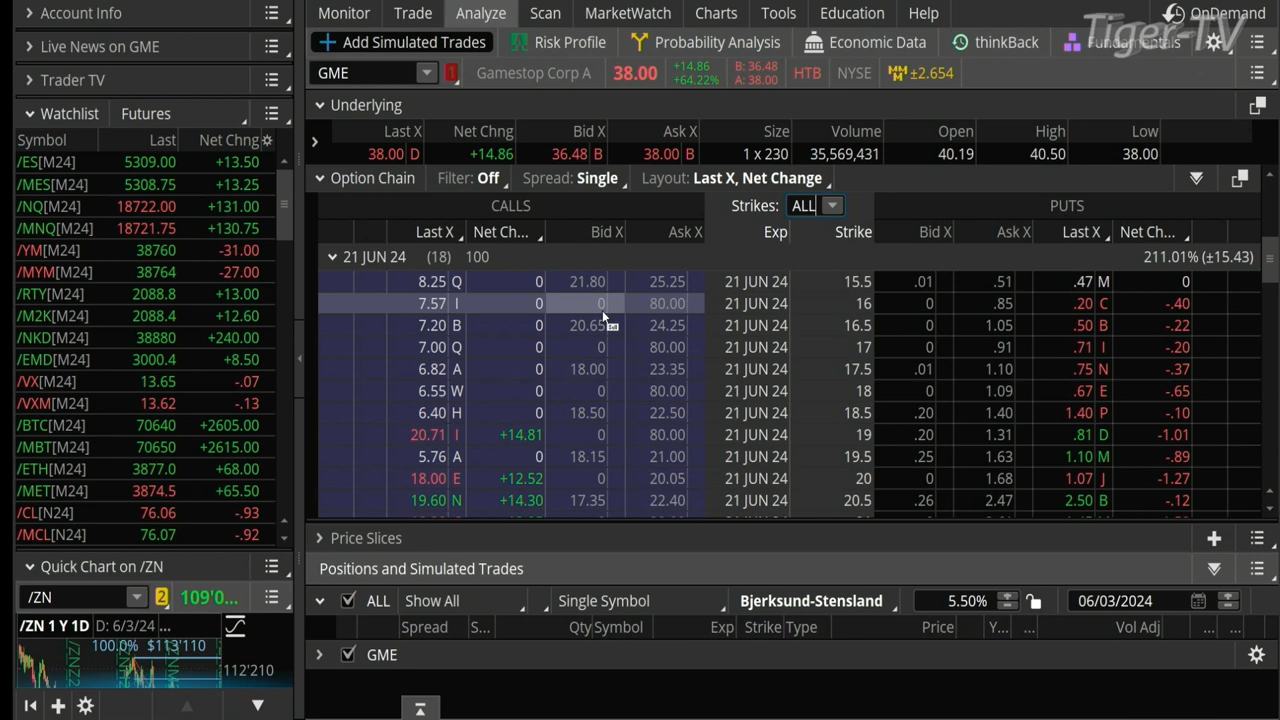 Account Info
Live News on GME
Trader TV
Watchlist Futures
Symbol Last Net Chng
/ES[M24] 5309.00 +13.50
/MES[M24] 5308.75 +13.25
/NQ[M24] 18722.00 +131.00
/MNQ[M24] 18721.75 +130.75
/YM[M24] 38760 -31.00
/MYM[M24] 38764 -27.00
/RTY[M24] 2088.8 +13.00
/M2K[M24] 2088.4 +12.60
/NKD[M24] 38880 +240.00
/EMD[M24] 3000.4 +8.50
/VX[M24] 13.65 -.07
/VXM[M24] 13.62 -.13
/BTC[M24] 70640 +2605.00
/MBT[M24] 70650 +2615.00
/ETH[M24] 3877.0 +68.00
/MET[M24] 3874.5 +65.50
/CL[N24] 76.06 -.93
/MCL[N24] 76.07 -.92
Quick Chart on /ZN
/ZN 2 109'0...
/ZN 1 Y 1D D: 6/3/24 ...
100.0% $113'110
112'210
Monitor Trade Analyze Scan MarketWatch Charts Tools Education Help OnDemand
Tiger-TV
Add Simulated Trades Risk Profile Probability Analysis Economic Data thinkBack Fundamentals
GME 1 Gamestop Corp A 38.00 +14.86 +64.22% B: 36.48 A: 38.00 HTB NYSE ±2.654
Underlying
Last X Net Chng Bid X Ask X Size Volume Open High Low
38.00 D +14.86 36.48 B 38.00 B 1 x 230 35,569,431 40.19 40.50 38.00
Option Chain Filter: Off Spread: Single Layout: Last X, Net Change
CALLS Strikes: ALL PUTS
Last X Net Ch... Bid X Ask X Exp Strike Bid X Ask X Last X Net Ch...
21 JUN 24 (18) 100 211.01% (±15.43)
8.25 Q 0 21.80 25.25 21 JUN 24 15.5 .01 .51 .47 M 0
7.57 I 0 0 80.00 21 JUN 24 16 0 .85 .20 C -.40
7.20 B 0 20.65 24.25 21 JUN 24 16.5 0 1.05 .50 B -.22
7.00 Q 0 0 80.00 21 JUN 24 17 0 .91 .71 I -.20
6.82 A 0 18.00 23.35 21 JUN 24 17.5 .01 1.10 .75 N -.37
6.55 W 0 0 80.00 21 JUN 24 18 0 1.09 .67 E -.65
6.40 H 0 18.50 22.50 21 JUN 24 18.5 .20 1.40 1.40 P -.10
20.71 I +14.81 0 80.00 21 JUN 24 19 .20 1.31 .81 D -1.01
5.76 A 0 18.15 21.00 21 JUN 24 19.5 .25 1.63 1.10 M -.89
18.00 E +12.52 0 20.05 21 JUN 24 20 0 1.68 1.07 J -1.27
19.60 N +14.30 17.35 22.40 21 JUN 24 20.5 .26 2.47 2.50 B -.12
Price Slices
Positions and Simulated Trades
ALL Show All Single Symbol Bjerksund-Stensland 5.50% 06/03/2024
Spread S... Qty Symbol Exp Strike Type Price Y... ... Vol Adj ... ...
GME